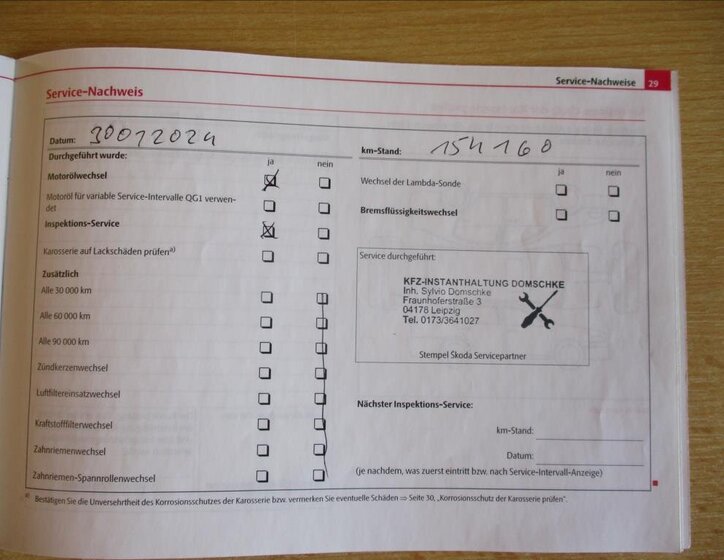 Service-Nachweise 29
Service-Nachweis
Datum: 30012024
km-Stand: 154160
Durchgeführt wurde:
ja nein
Motorölwechsel
Motoröl für variable Service-Intervalle QG1 verwen-
det
Inspektions-Service
Karosserie auf Lackschäden prüfen a)
Zusätzlich
Alle 30 000 km
Alle 60 000 km
Alle 90 000 km
Zündkerzenwechsel
Luftfiltereinsatzwechsel
Kraftstofffilterwechsel
Zahnriemenwechsel
Zahnriemen-Spannrollenwechsel
ja nein
Wechsel der Lambda-Sonde
Bremsflüssigkeitswechsel
Service durchgeführt:
KFZ-INSTANTHALTUNG DOMSCHKE
Inh. Sylvio Domschke
Fraunhoferstraße 3
04178 Leipzig
Tel. 0173/3641027
Stempel Škoda Servicepartner
Nächster Inspektions-Service:
km-Stand:
Datum:
(je nachdem, was zuerst eintritt bzw. nach Service-Intervall-Anzeige)
a) Bestätigen Sie die Unversehrtheit des Korrosionsschutzes der Karosserie bzw. vermerken Sie eventuelle Schäden ⇒ Seite 30, „Korrosionsschutz der Karosserie prüfen".